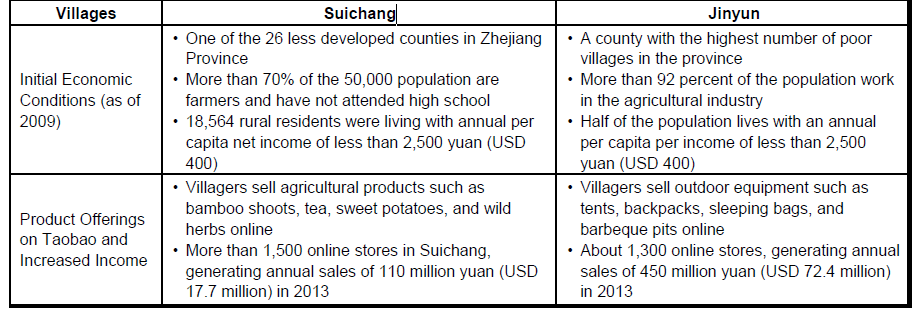 Villages
Suichang
Jinyun
Initial Economic
Conditions (as of
2009)
• One of the 26 less developed counties in Zhejiang
Province
• More than 70% of the 50,000 population are
farmers and have not attended high school
• 18,564 rural residents were living with annual per
capita net income of less than 2,500 yuan (USD
400)
• A county with the highest number of poor
villages in the province
• More than 92 percent of the population work
in the agricultural industry
• Half of the population lives with an annual
per capita per income of less than 2,500
yuan (USD 400)
Product Offerings
on Taobao and
Increased Income
• Villagers sell agricultural products such as
bamboo shoots, tea, sweet potatoes, and wild
herbs online
• More than 1,500 online stores in Suichang,
generating annual sales of 110 million yuan (USD
17.7 million) in 2013
• Villagers sell outdoor equipment such as
tents, backpacks, sleeping bags, and
barbeque pits online
• About 1,300 online stores, generating annual
sales of 450 million yuan (USD 72.4 million)
in 2013